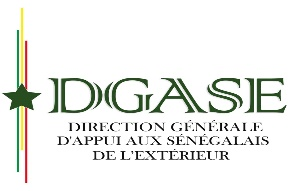 DGASE
DIRECTION GÉNÉRALE
D'APPUI AUX SÉNÉGALAIS
DE L'EXTÉRIEUR